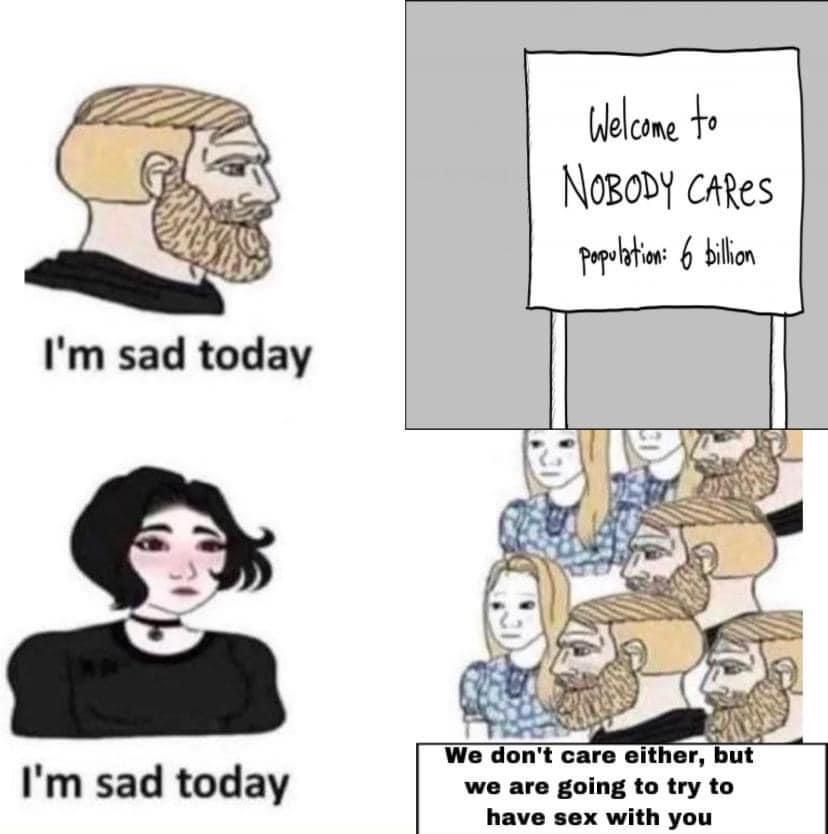 I'm sad today
Welcome to
NOBODY CARes
population: 6 billion
I'm sad today
We don't care either, but
we are going to try to
have sex with you